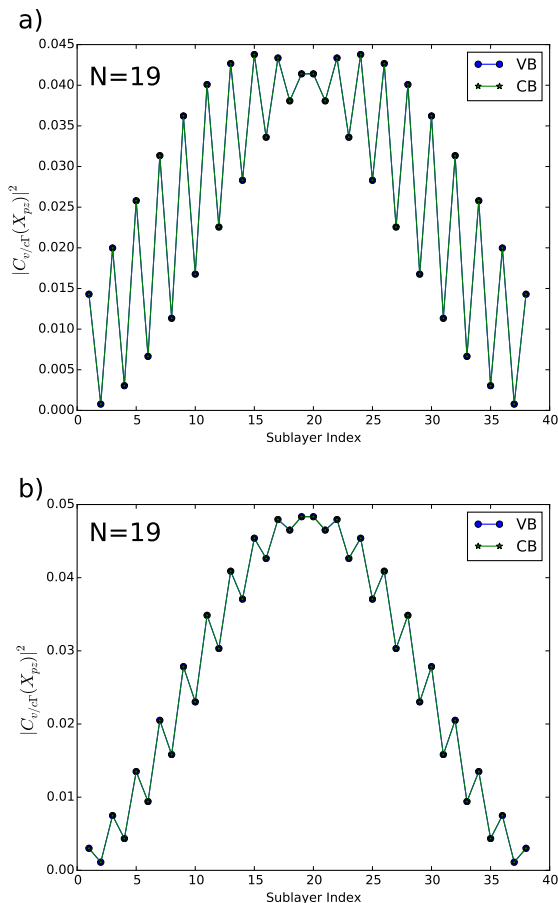 a)
N=19
VB
CB
0.045
0.040
0.035
0.030
0.025
0.020
0.015
0.010
0.005
0.000
|C_{v/cΓ}(X_{pz})|^2
0 5 10 15 20 25 30 35 40
Sublayer Index
b)
N=19
VB
CB
0.05
0.04
0.03
0.02
0.01
0.00
|C_{v/cΓ}(X_{pz})|^2
0 5 10 15 20 25 30 35 40
Sublayer Index